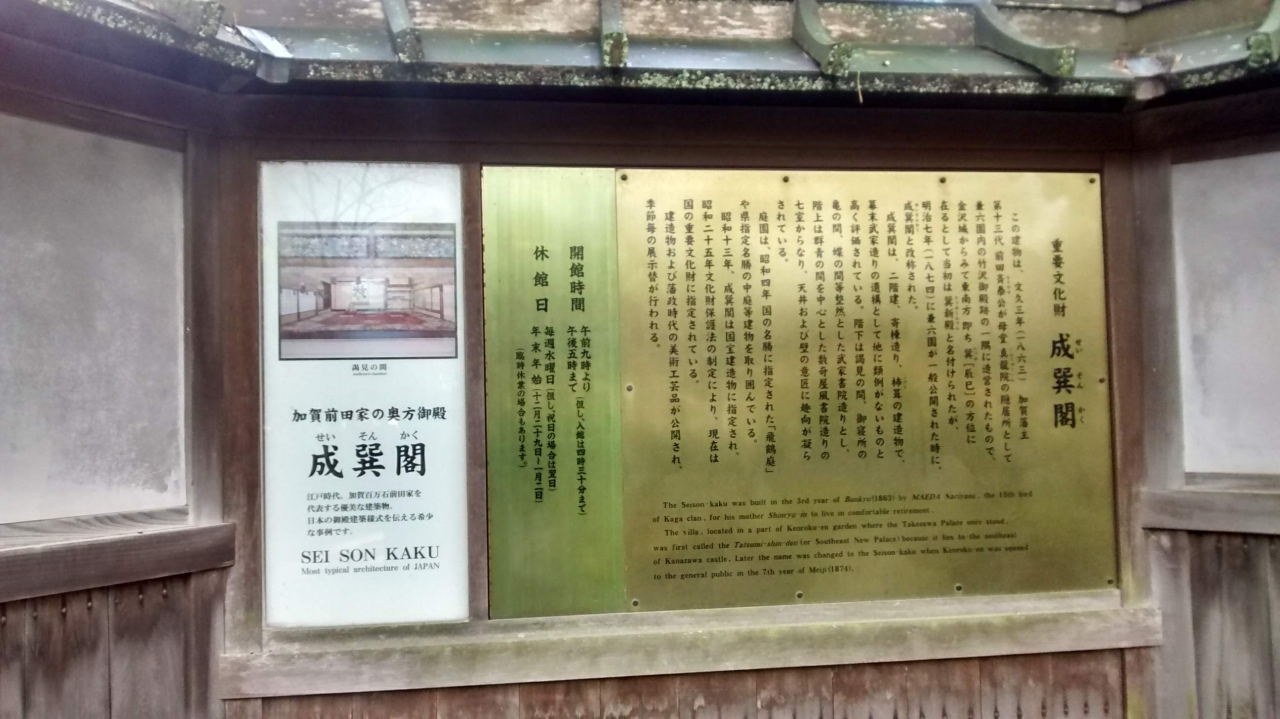 謁見の間
加賀前田家の奥方御殿
せい そん かく
成巽閣
江戸時代、加賀百万石前田家を
代表する優美な建築物。
日本の御殿建築様式を伝える希少
な事例です。
SEI SON KAKU
Most typical architecture of JAPAN
開館時間 午前九時より
午後五時まで (但し、入館は四時三十分まで)
休館日 毎週水曜日 (但し、祝日の場合は翌日)
年末年始 (十二月二十九日〜一月二日)
(臨時休業の場合もあります。)
重要文化財 成巽閣
せい そん かく
この建物は、文久三年(一八六三) 加賀藩主
第十三代 前田斉泰公が母堂 真龍院の隠居所として
兼六園内の竹沢御殿跡の一隅に造営されたもので、
金沢城からみて東南方 即ち 巽(辰巳)の方位に
在るとして当初は 巽新殿 と名付けられたが、
明治七年(一八七四)に兼六園が一般公開された時に、
成巽閣と改称された。
成巽閣は、二階建、寄棟造り、柿葺の建造物で、
幕末武家造りの遺構として他に類例がないものと
高く評価されている。階下は謁見の間、御寝所の
亀の間、蝶の間等整然とした武家書院造りとし、
階上は群青の間を中心とした数奇屋風書院造りの
七室からなり、天井および壁の意匠に趣向が凝ら
されている。
庭園は、昭和四年 国の名勝に指定された「飛鶴庭」
や県指定名勝の中庭等建物を取り囲んでいる。
昭和十三年、成巽閣は国宝建造物に指定され、
昭和二十五年文化財保護法の制定により、現在は
国の重要文化財に指定されている。
建造物および藩政時代の美術工芸品が公開され、
季節毎の展示替が行われる。
The Seison-kaku was built in the 3rd year of Bunkyu(1863) by MAEDA Nariyasu, the 13th lord
of Kaga clan, for his mother Shinryu-in to live in comfortable retirement.
The villa, located in a part of Kenroku-en garden where the Takesawa Palace once stood,
was first called the Tatsumi-shin-den(or Southeast New Palace) because it lies to the southeast
of Kanazawa castle. Later the name was changed to the Seison-kaku when Kenroku-en was opened
to the general public in the 7th year of Meiji(1874).